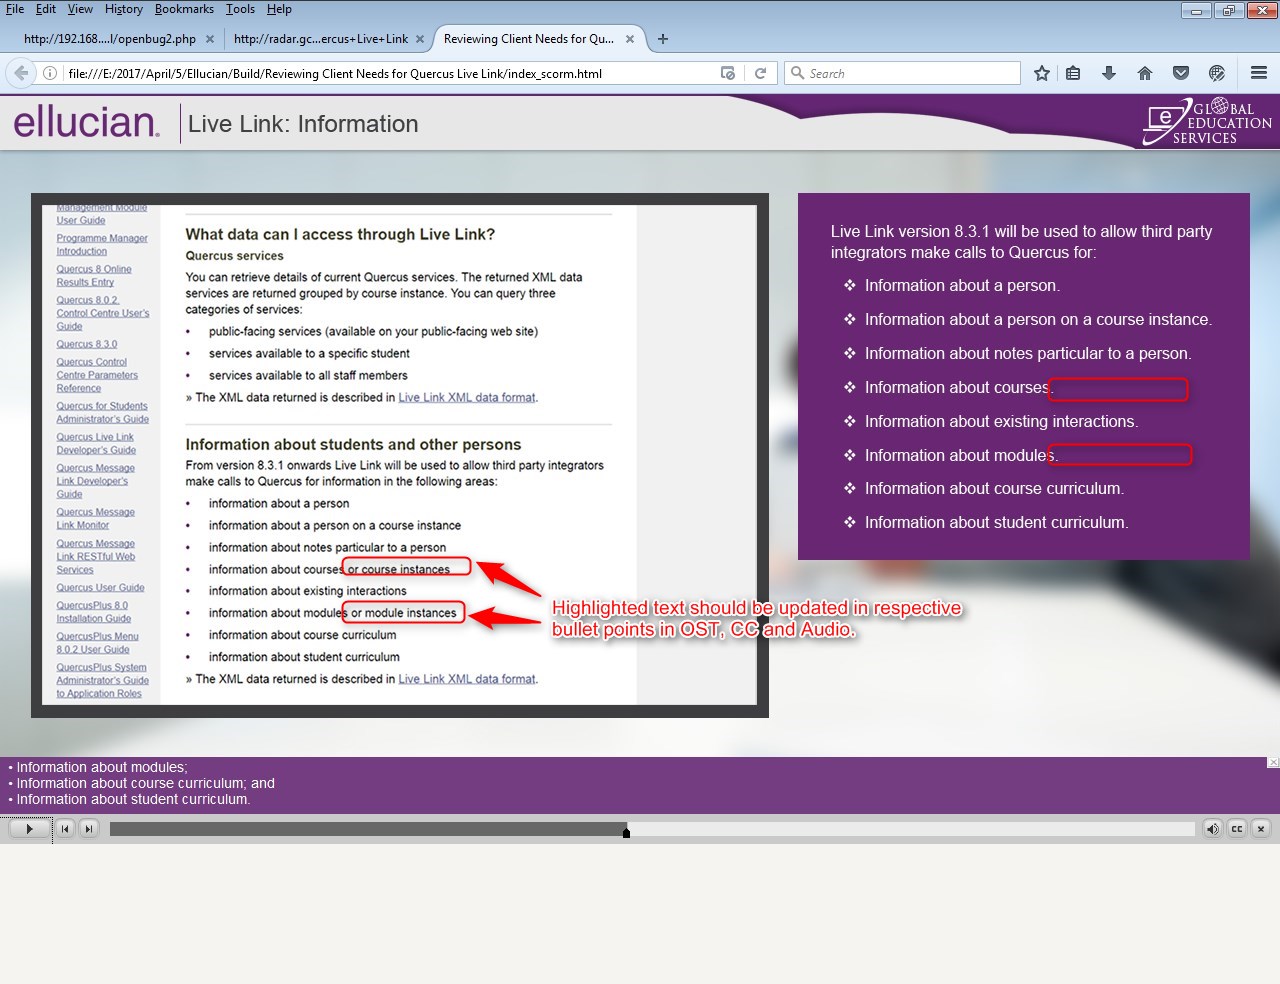 File Edit View History Bookmarks Tools Help
http://192.168....l/openbug2.php
http://radar.gc...ercus+Live+Link
Reviewing Client Needs for Qu...
file:///E:/2017/April/5/Ellucian/Build/Reviewing Client Needs for Quercus Live Link/index_scorm.html
Search
ellucian.
Live Link: Information
e GLOBAL
EDUCATION
SERVICES
Management Module
User Guide
Programme Manager
Introduction
Quercus 8 Online
Results Entry
Quercus 8.0.2.
Control Centre User's
Guide
Quercus 8.3.0
Quercus Control
Centre Parameters
Reference
Quercus for Students
Administrator's Guide
Quercus Live Link
Developer's Guide
Quercus Message
Link Developer's
Guide
Quercus Message
Link Monitor
Quercus Message
Link RESTful Web
Services
Quercus User Guide
QuercusPlus 8.0
Installation Guide
QuercusPlus Menu
8.0.2 User Guide
QuercusPlus System
Administrator's Guide
to Application Roles
What data can I access through Live Link?
Quercus services
You can retrieve details of current Quercus services. The returned XML data
services are returned grouped by course instance. You can query three
categories of services:
• public-facing services (available on your public-facing web site)
• services available to a specific student
• services available to all staff members
» The XML data returned is described in Live Link XML data format.
Information about students and other persons
From version 8.3.1 onwards Live Link will be used to allow third party integrators
make calls to Quercus for information in the following areas:
• information about a person
• information about a person on a course instance
• information about notes particular to a person
• information about courses or course instances
• information about existing interactions
• information about modules or module instances
• information about course curriculum
• information about student curriculum
» The XML data returned is described in Live Link XML data format.
Highlighted text should be updated in respective
bullet points in OST, CC and Audio.
Live Link version 8.3.1 will be used to allow third party
integrators make calls to Quercus for:
❖ Information about a person.
❖ Information about a person on a course instance.
❖ Information about notes particular to a person.
❖ Information about courses.
❖ Information about existing interactions.
❖ Information about modules.
❖ Information about course curriculum.
❖ Information about student curriculum.
• Information about modules;
• Information about course curriculum; and
• Information about student curriculum.
CC